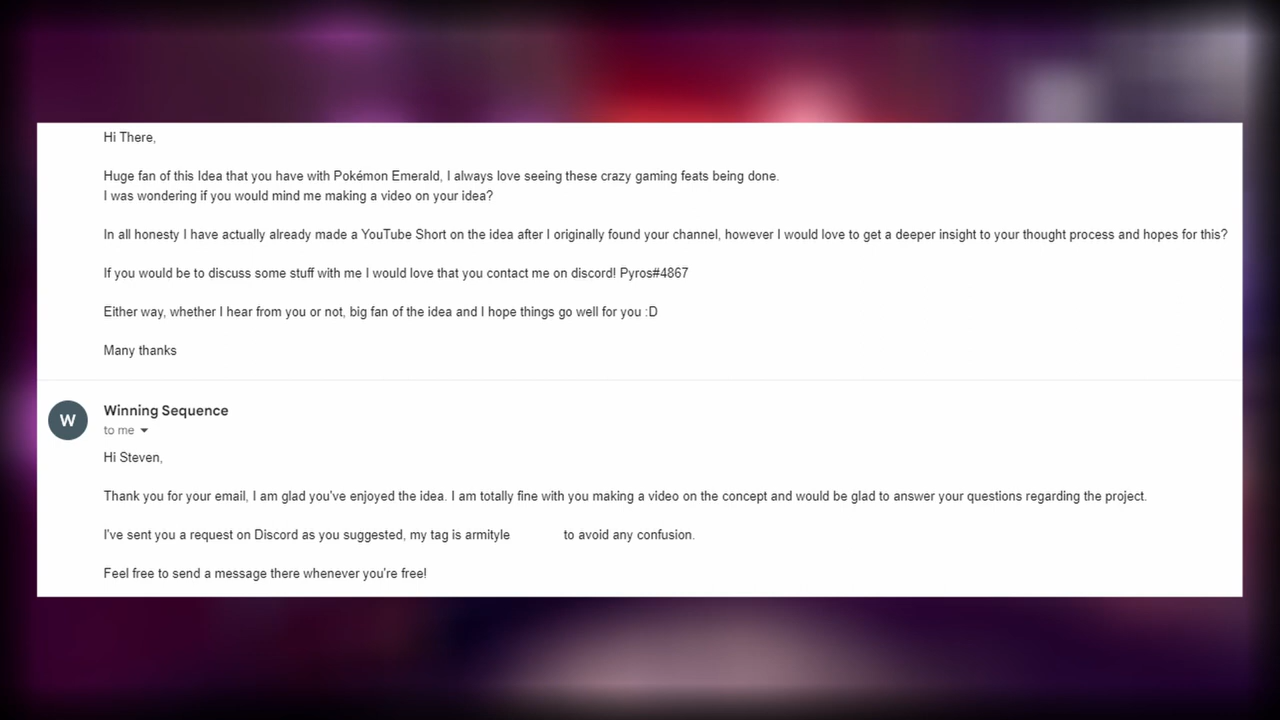 Hi There,
Huge fan of this Idea that you have with Pokémon Emerald, I always love seeing these crazy gaming feats being done.
I was wondering if you would mind me making a video on your idea?
In all honesty I have actually already made a YouTube Short on the idea after I originally found your channel, however I would love to get a deeper insight to your thought process and hopes for this?
If you would be to discuss some stuff with me I would love that you contact me on discord! Pyros#4867
Either way, whether I hear from you or not, big fan of the idea and I hope things go well for you :D
Many thanks
W
Winning Sequence
to me
Hi Steven,
Thank you for your email, I am glad you've enjoyed the idea. I am totally fine with you making a video on the concept and would be glad to answer your questions regarding the project.
I've sent you a request on Discord as you suggested, my tag is armityle to avoid any confusion.
Feel free to send a message there whenever you're free!